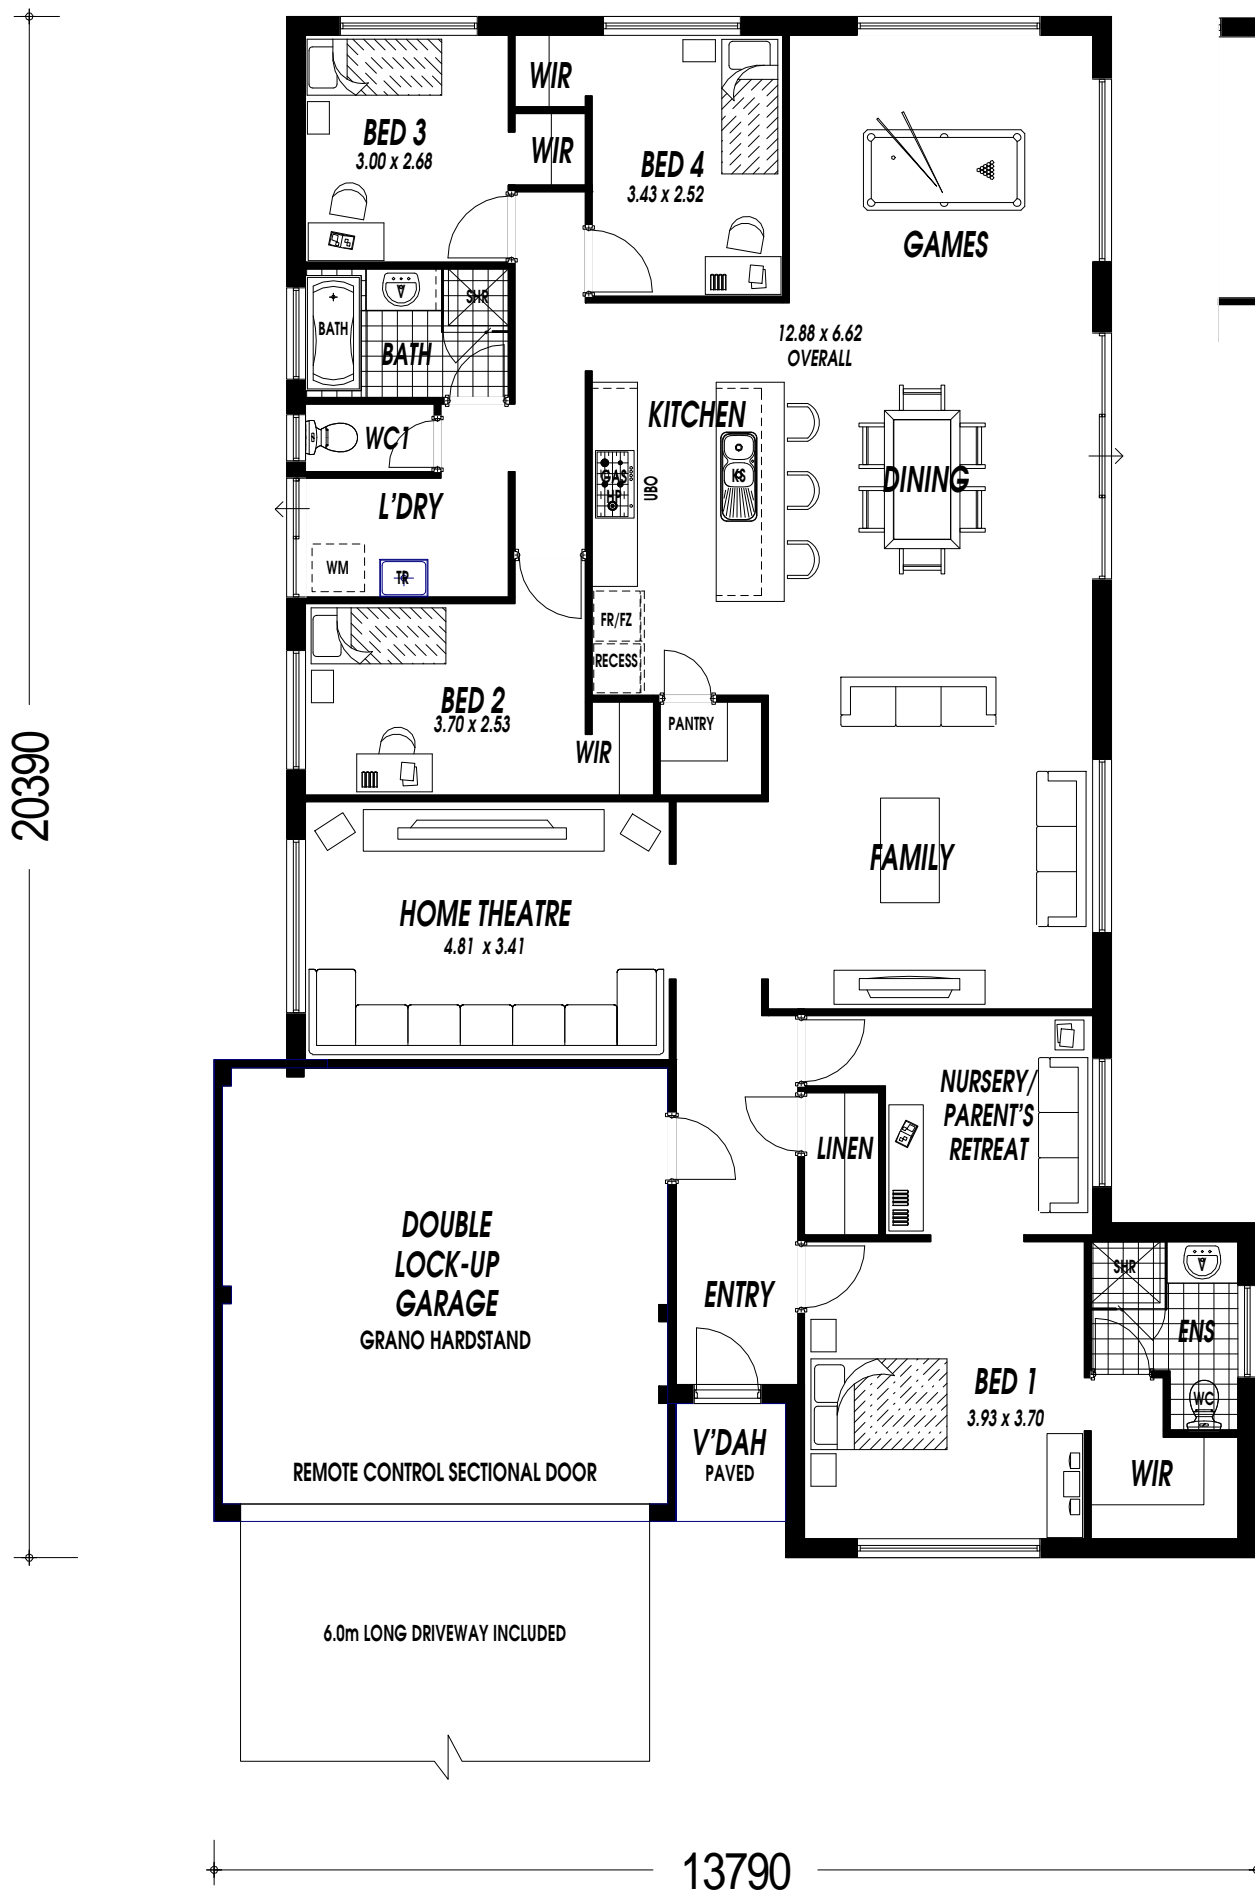 WIR
BED 3
3.00 x 2.68
WIR
BED 4
3.43 x 2.52
GAMES
SHR
BATH
BATH
12.88 x 6.62
OVERALL
KITCHEN
WC1
GAS
HP
UBO
KS
DINING
L'DRY
WM
TR
FR/FZ
RECESS
BED 2
3.70 x 2.53
WIR
PANTRY
20390
FAMILY
HOME THEATRE
4.81 x 3.41
NURSERY/
PARENT'S
RETREAT
LINEN
DOUBLE
LOCK-UP
GARAGE
GRANO HARDSTAND
ENTRY
SHR
ENS
BED 1
3.93 x 3.70
WC
V'DAH
PAVED
REMOTE CONTROL SECTIONAL DOOR
WIR
6.0m LONG DRIVEWAY INCLUDED
13790